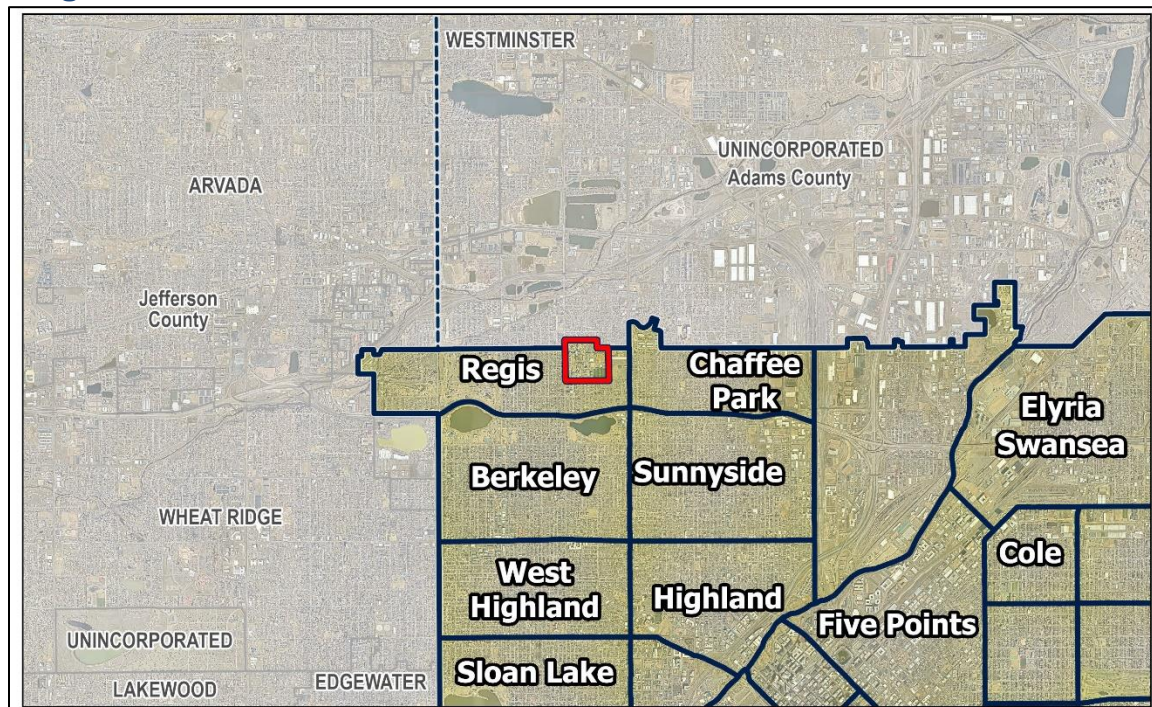 WESTMINSTER
UNINCORPORATED
Adams County
ARVADA
Jefferson
County
Regis
Chaffee
Park
Elyria
Swansea
Berkeley
Sunnyside
WHEAT RIDGE
Cole
West
Highland
Highland
Five Points
UNINCORPORATED
Sloan Lake
LAKEWOOD
EDGEWATER